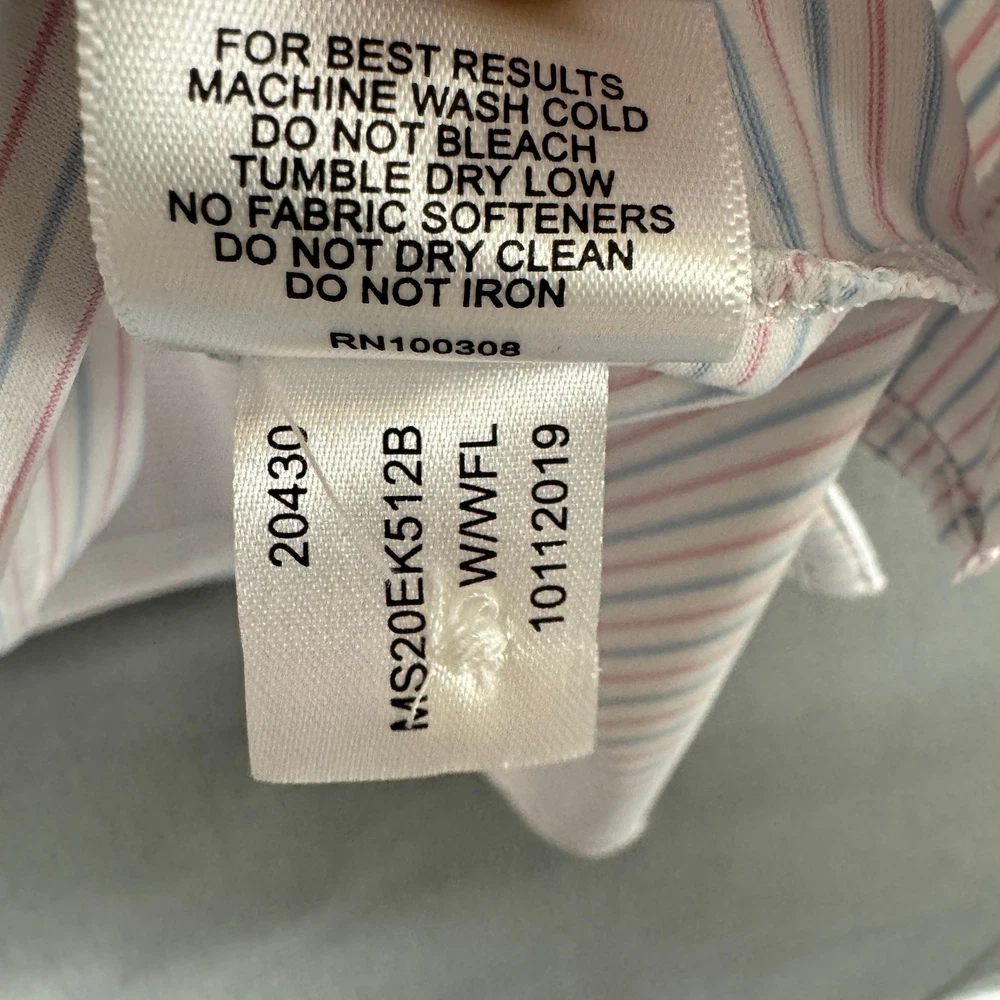 FOR BEST RESULTS
MACHINE WASH COLD
DO NOT BLEACH
TUMBLE DRY LOW
NO FABRIC SOFTENERS
DO NOT DRY CLEAN
DO NOT IRON
RN100308
20430
MS20EK512B
W/WFL
10112019